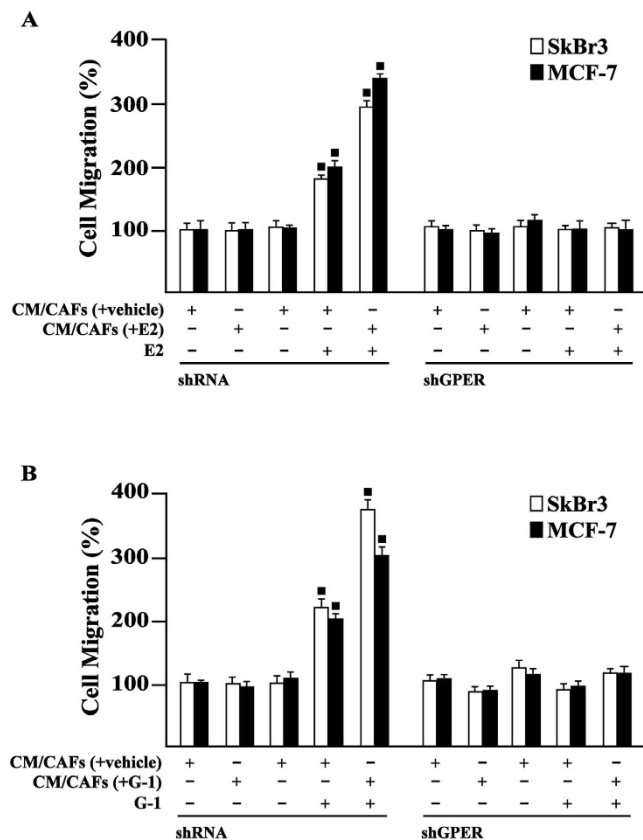 A
SkBr3
MCF-7
Cell Migration (%)
400
300
200
100
CM/CAFs (+vehicle) + − + + − + − + + −
CM/CAFs (+E2) − + − − + − + − − +
E2 − − − + + − − − + +
shRNA shGPER
B
SkBr3
MCF-7
Cell Migration (%)
400
300
200
100
CM/CAFs (+vehicle) + − + + − + − + + −
CM/CAFs (+G-1) − + − − + − + − − +
G-1 − − − + + − − − + +
shRNA shGPER